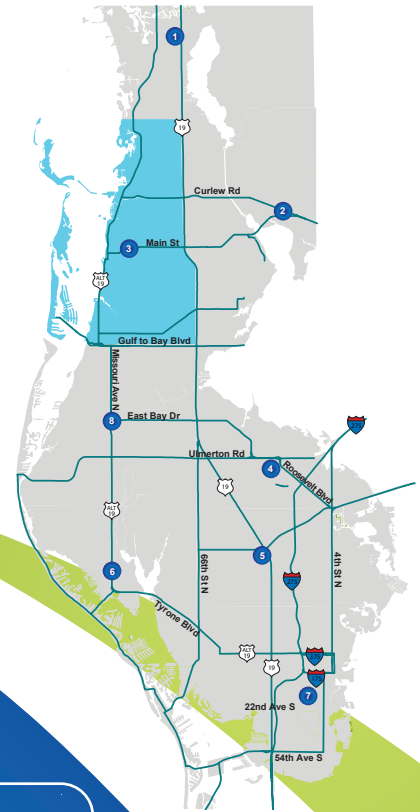 1
19
Curlew Rd
2
Main St
3
ALT
19
Gulf to Bay Blvd
Missouri Ave N
8
East Bay Dr
275
Ulmerton Rd
4
Roosevelt Blvd
19
ALT
19
5
6
66th St N
4th St N
275
Tyrone Blvd
ALT
19
375
19
175
7
22nd Ave S
54th Ave S